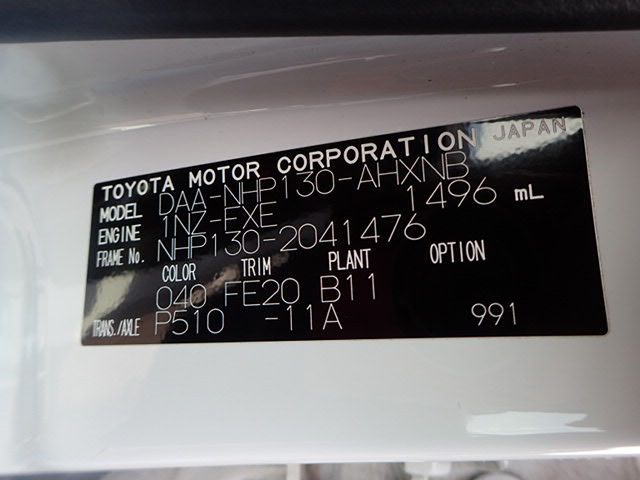 TOYOTA MOTOR CORPORATION JAPAN
MODEL DAA-NHP130-AHXNB
ENGINE 1NZ-EXE 1496 mL
FRAME No. NHP130-2041476
COLOR TRIM PLANT OPTION
040 FE20 B11
TRANS./AXLE P510 -11A 991